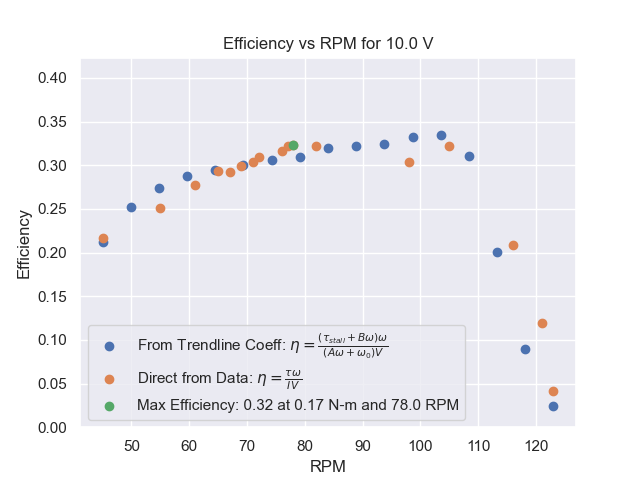 Efficiency vs RPM for 10.0 V
0.40
0.35
0.30
0.25
0.20
0.15
0.10
0.05
0.00
Efficiency
From Trendline Coeff: η = (τ_stall + Bω)ω / (Aω + ω₀)V
Direct from Data: η = τω / IV
Max Efficiency: 0.32 at 0.17 N-m and 78.0 RPM
50 60 70 80 90 100 110 120
RPM